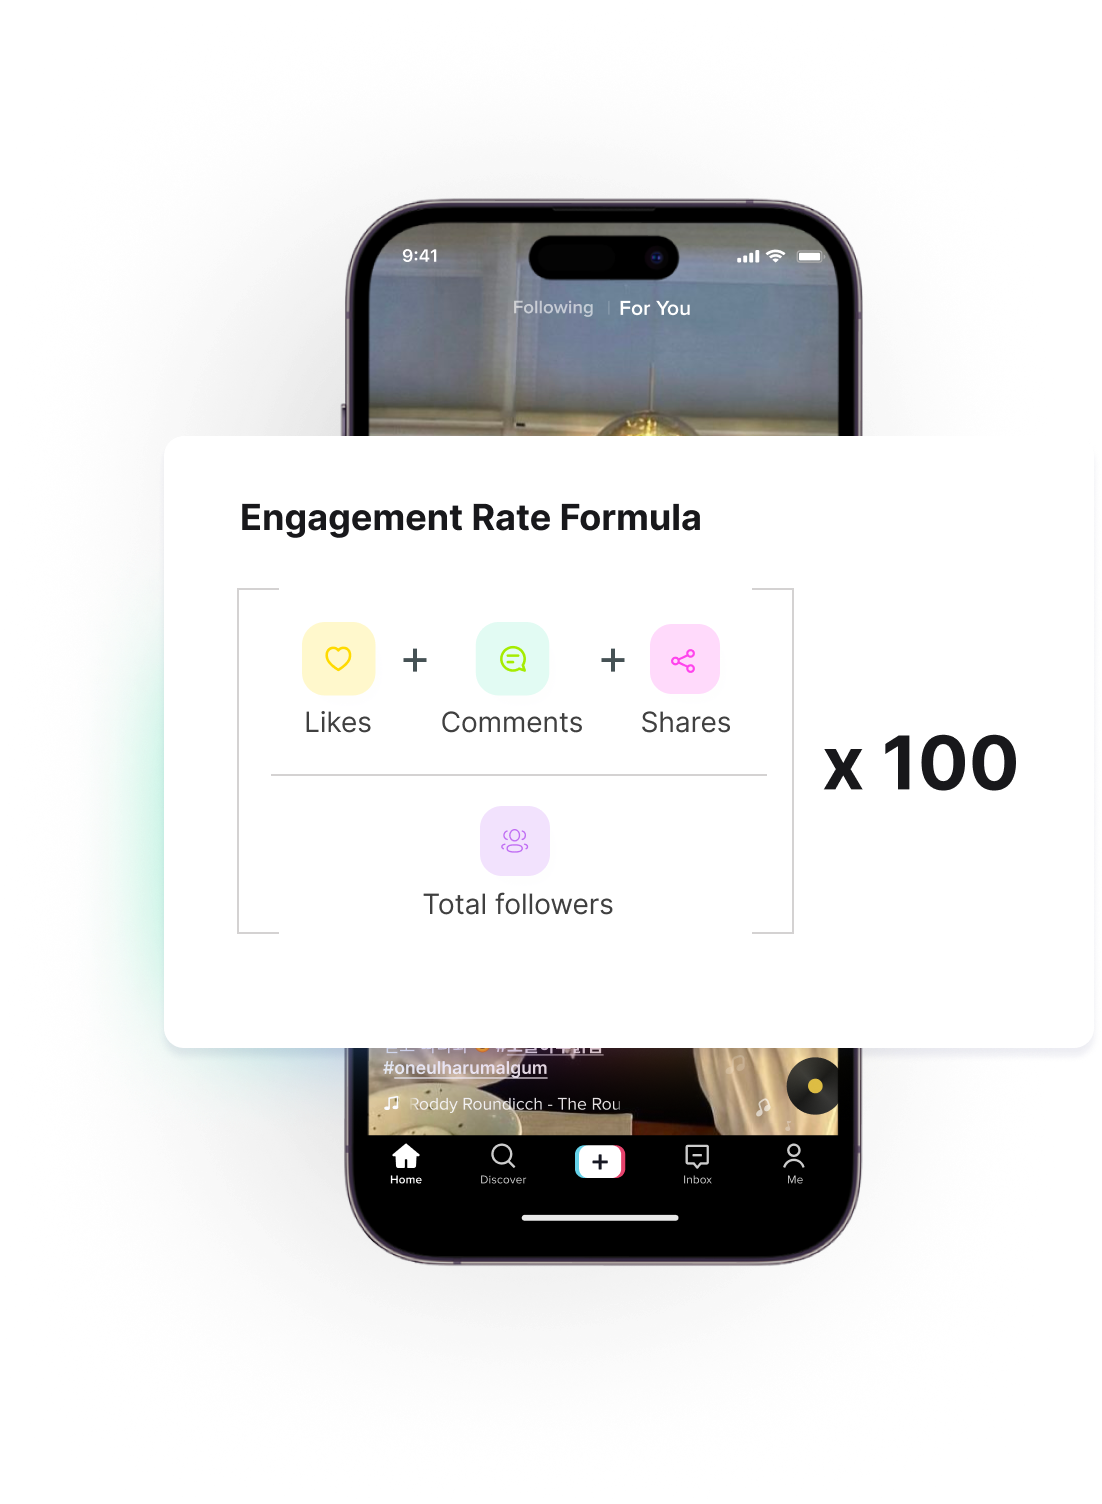 9:41
Following | For You
Engagement Rate Formula
Likes + Comments + Shares
x 100
Total followers
#oneulharumalgum
Roddy Roundicch - The Rou
Home Discover Inbox Me